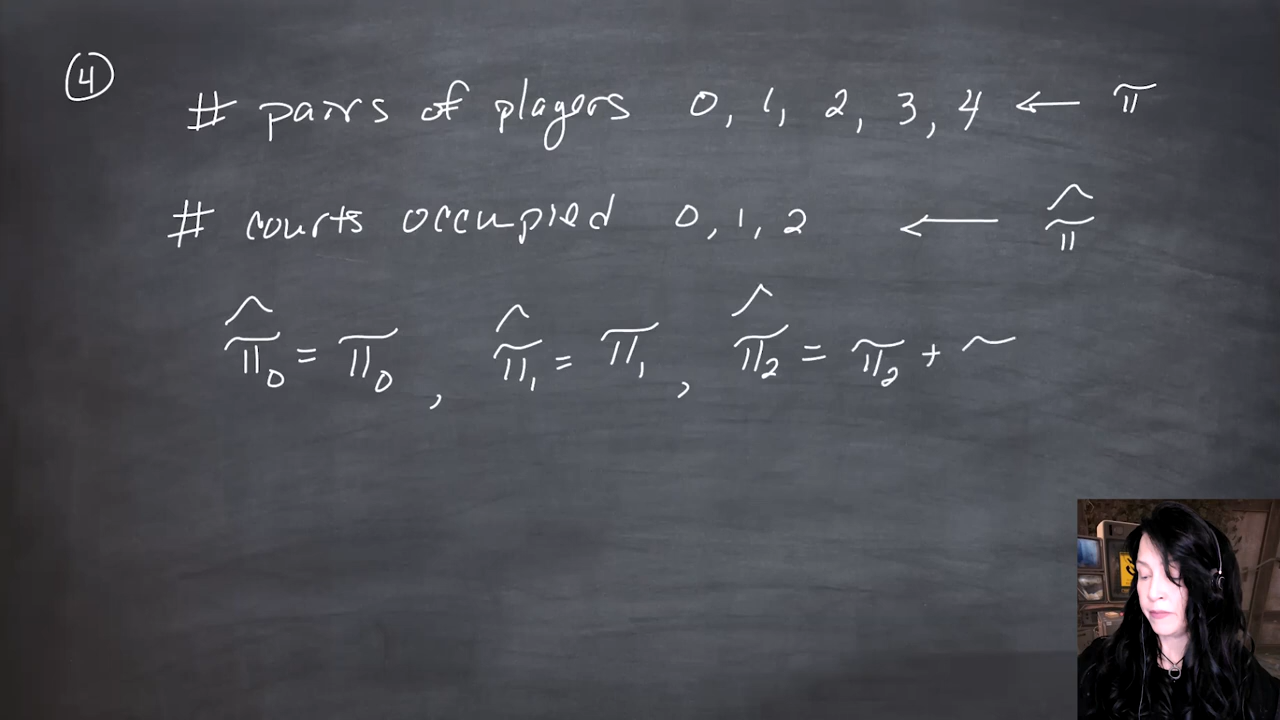 ④
# pairs of players 0, 1, 2, 3, 4 ← π
# courts occupied 0, 1, 2 ← π̂
π̂₀ = π₀, π̂₁ = π₁, π̂₂ = π₂ +